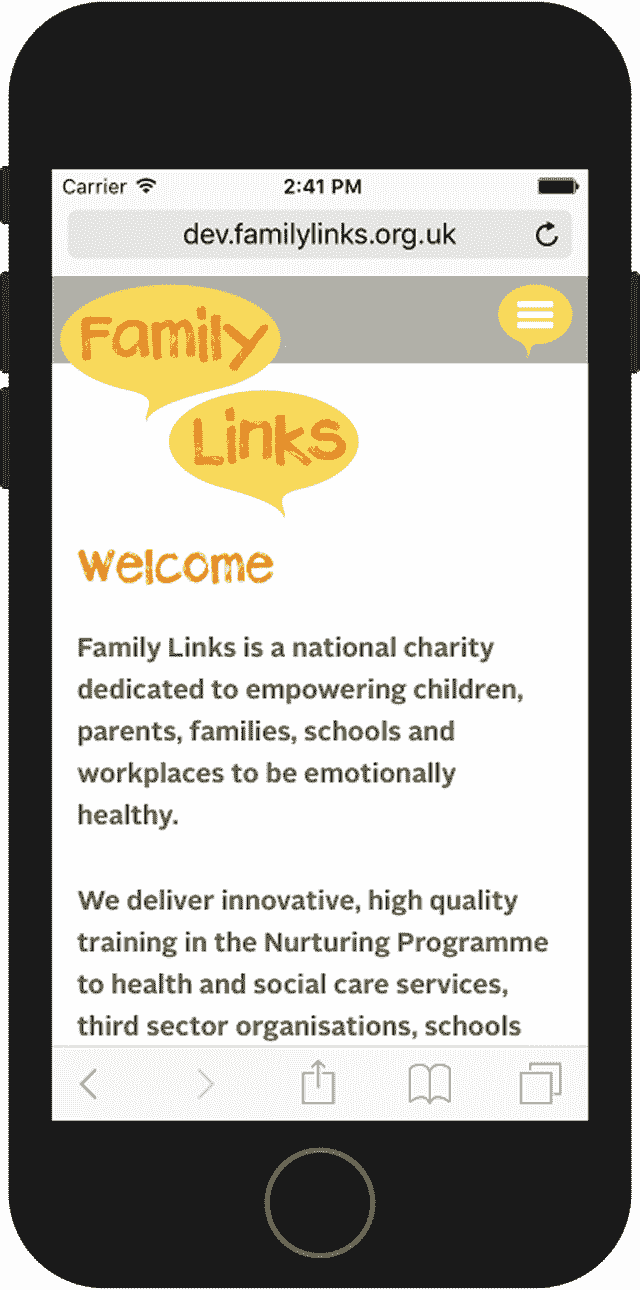 Carrier 2:41 PM
dev.familylinks.org.uk
Family
Links
Welcome
Family Links is a national charity
dedicated to empowering children,
parents, families, schools and
workplaces to be emotionally
healthy.
We deliver innovative, high quality
training in the Nurturing Programme
to health and social care services,
third sector organisations, schools